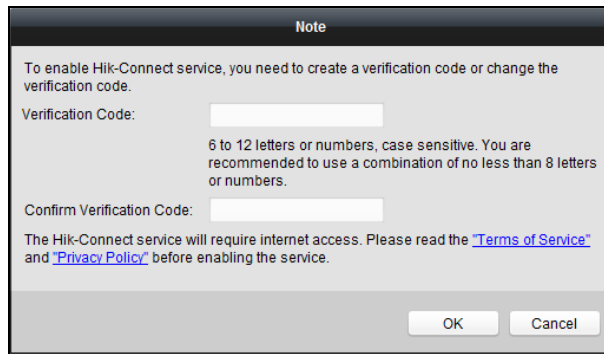 Note
To enable Hik-Connect service, you need to create a verification code or change the
verification code.
Verification Code:
6 to 12 letters or numbers, case sensitive. You are
recommended to use a combination of no less than 8 letters
or numbers.
Confirm Verification Code:
The Hik-Connect service will require internet access. Please read the "Terms of Service"
and "Privacy Policy" before enabling the service.
OK Cancel